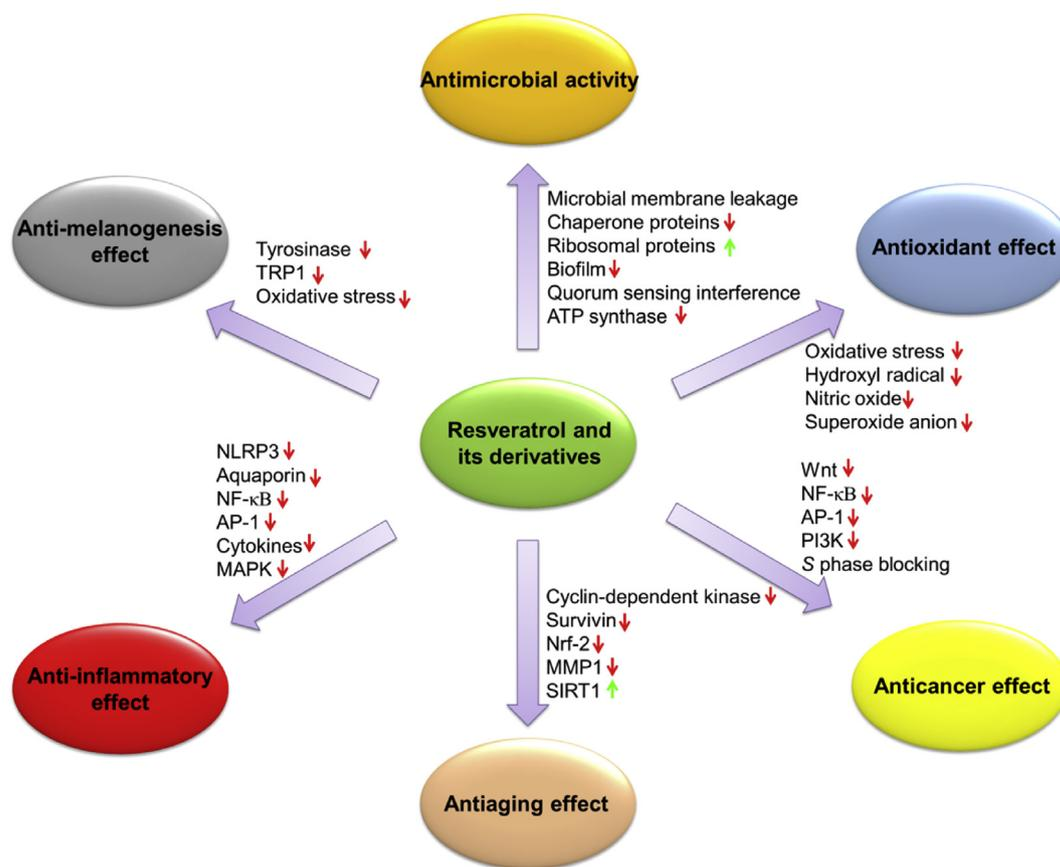 Antimicrobial activity
Microbial membrane leakage
Chaperone proteins ↓
Ribosomal proteins ↑
Biofilm ↓
Quorum sensing interference
ATP synthase ↓
Anti-melanogenesis
effect
Tyrosinase ↓
TRP1 ↓
Oxidative stress ↓
Antioxidant effect
Oxidative stress ↓
Hydroxyl radical ↓
Nitric oxide ↓
Superoxide anion ↓
Resveratrol and
its derivatives
NLRP3 ↓
Aquaporin ↓
NF-κB ↓
AP-1 ↓
Cytokines ↓
MAPK ↓
Wnt ↓
NF-κB ↓
AP-1 ↓
PI3K ↓
S phase blocking
Cyclin-dependent kinase ↓
Survivin ↓
Nrf-2 ↓
MMP1 ↓
SIRT1 ↑
Anti-inflammatory
effect
Anticancer effect
Antiaging effect